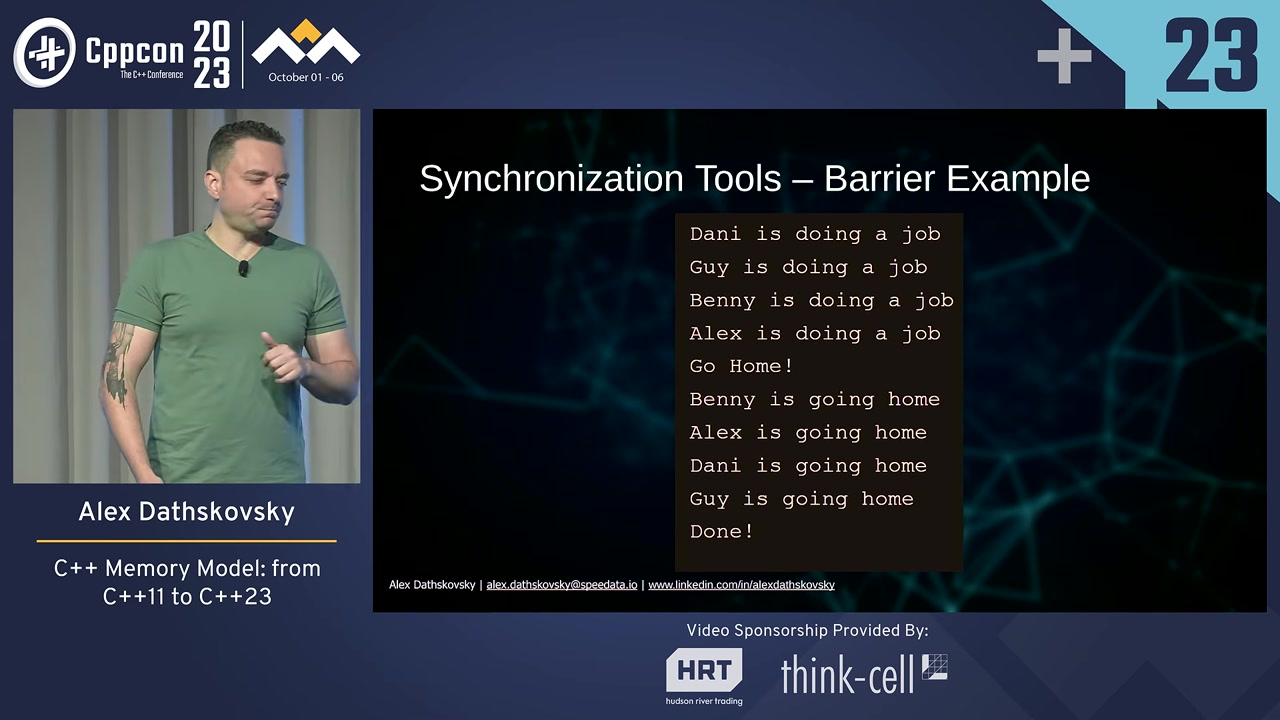 Cppcon
The C++ Conference
20
23
October 01 - 06
23
Synchronization Tools – Barrier Example
Dani is doing a job
Guy is doing a job
Benny is doing a job
Alex is doing a job
Go Home!
Benny is going home
Alex is going home
Dani is going home
Guy is going home
Done!
Alex Dathskovsky | alex.dathskovsky@speedata.io | www.linkedin.com/in/alexdathskovsky
Alex Dathskovsky
C++ Memory Model: from
C++11 to C++23
Video Sponsorship Provided By:
HRT
hudson river trading
think-cell